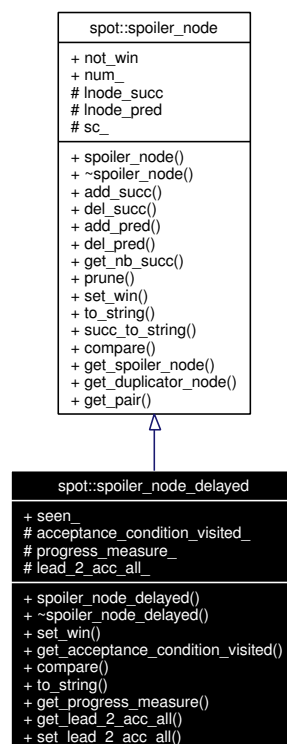 spot::spoiler_node
+ not_win
+ num_
# lnode_succ
# lnode_pred
# sc_
+ spoiler_node()
+ ~spoiler_node()
+ add_succ()
+ del_succ()
+ add_pred()
+ del_pred()
+ get_nb_succ()
+ prune()
+ set_win()
+ to_string()
+ succ_to_string()
+ compare()
+ get_spoiler_node()
+ get_duplicator_node()
+ get_pair()
spot::spoiler_node_delayed
+ seen_
# acceptance_condition_visited_
# progress_measure_
# lead_2_acc_all_
+ spoiler_node_delayed()
+ ~spoiler_node_delayed()
+ set_win()
+ get_acceptance_condition_visited()
+ compare()
+ to_string()
+ get_progress_measure()
+ get_lead_2_acc_all()
+ set_lead_2_acc_all()